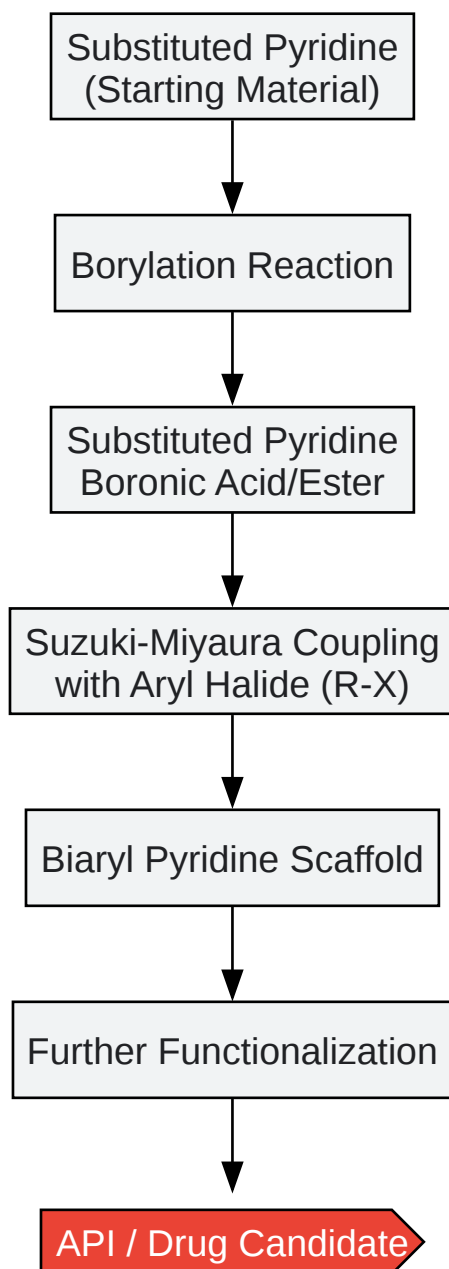 Substituted Pyridine
(Starting Material)
Borylation Reaction
Substituted Pyridine
Boronic Acid/Ester
Suzuki-Miyaura Coupling
with Aryl Halide (R-X)
Biaryl Pyridine Scaffold
Further Functionalization
API / Drug Candidate